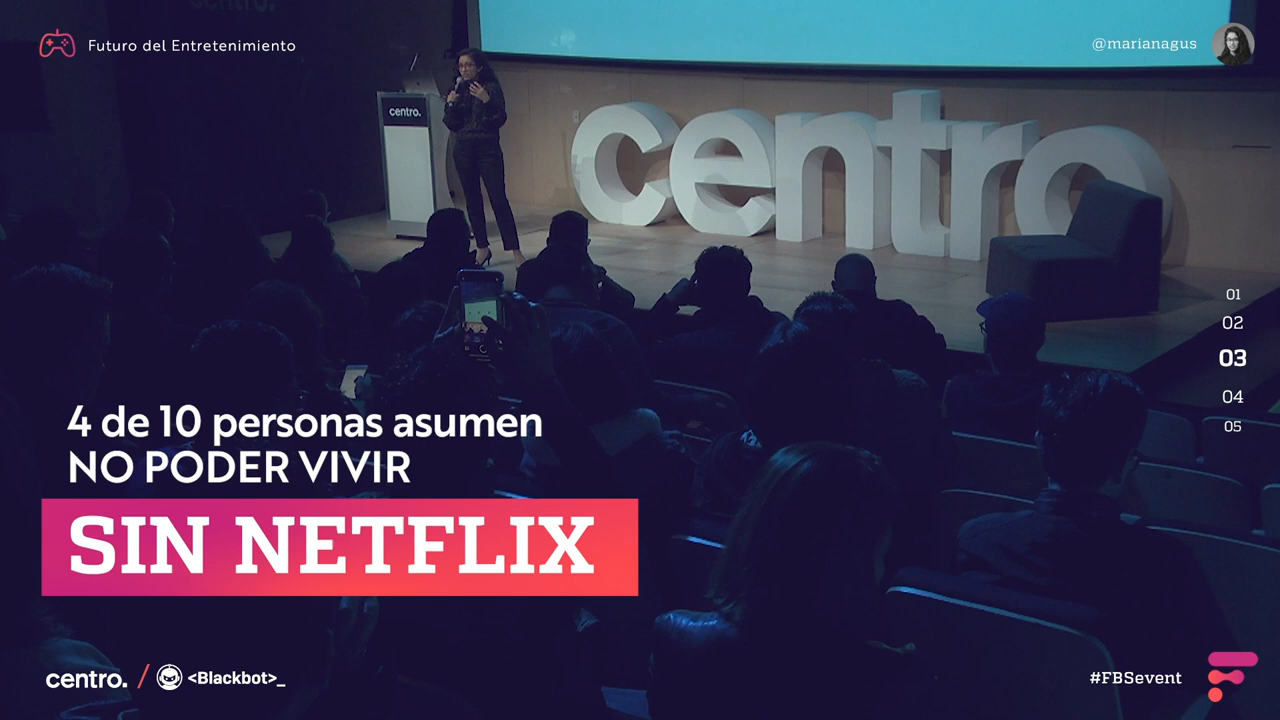 centro.
Futuro del Entretenimiento
@marianagus
centro.
centro
01
02
03
04
05
4 de 10 personas asumen
NO PODER VIVIR
SIN NETFLIX
centro. / <Blackbot>_
#FBSevent